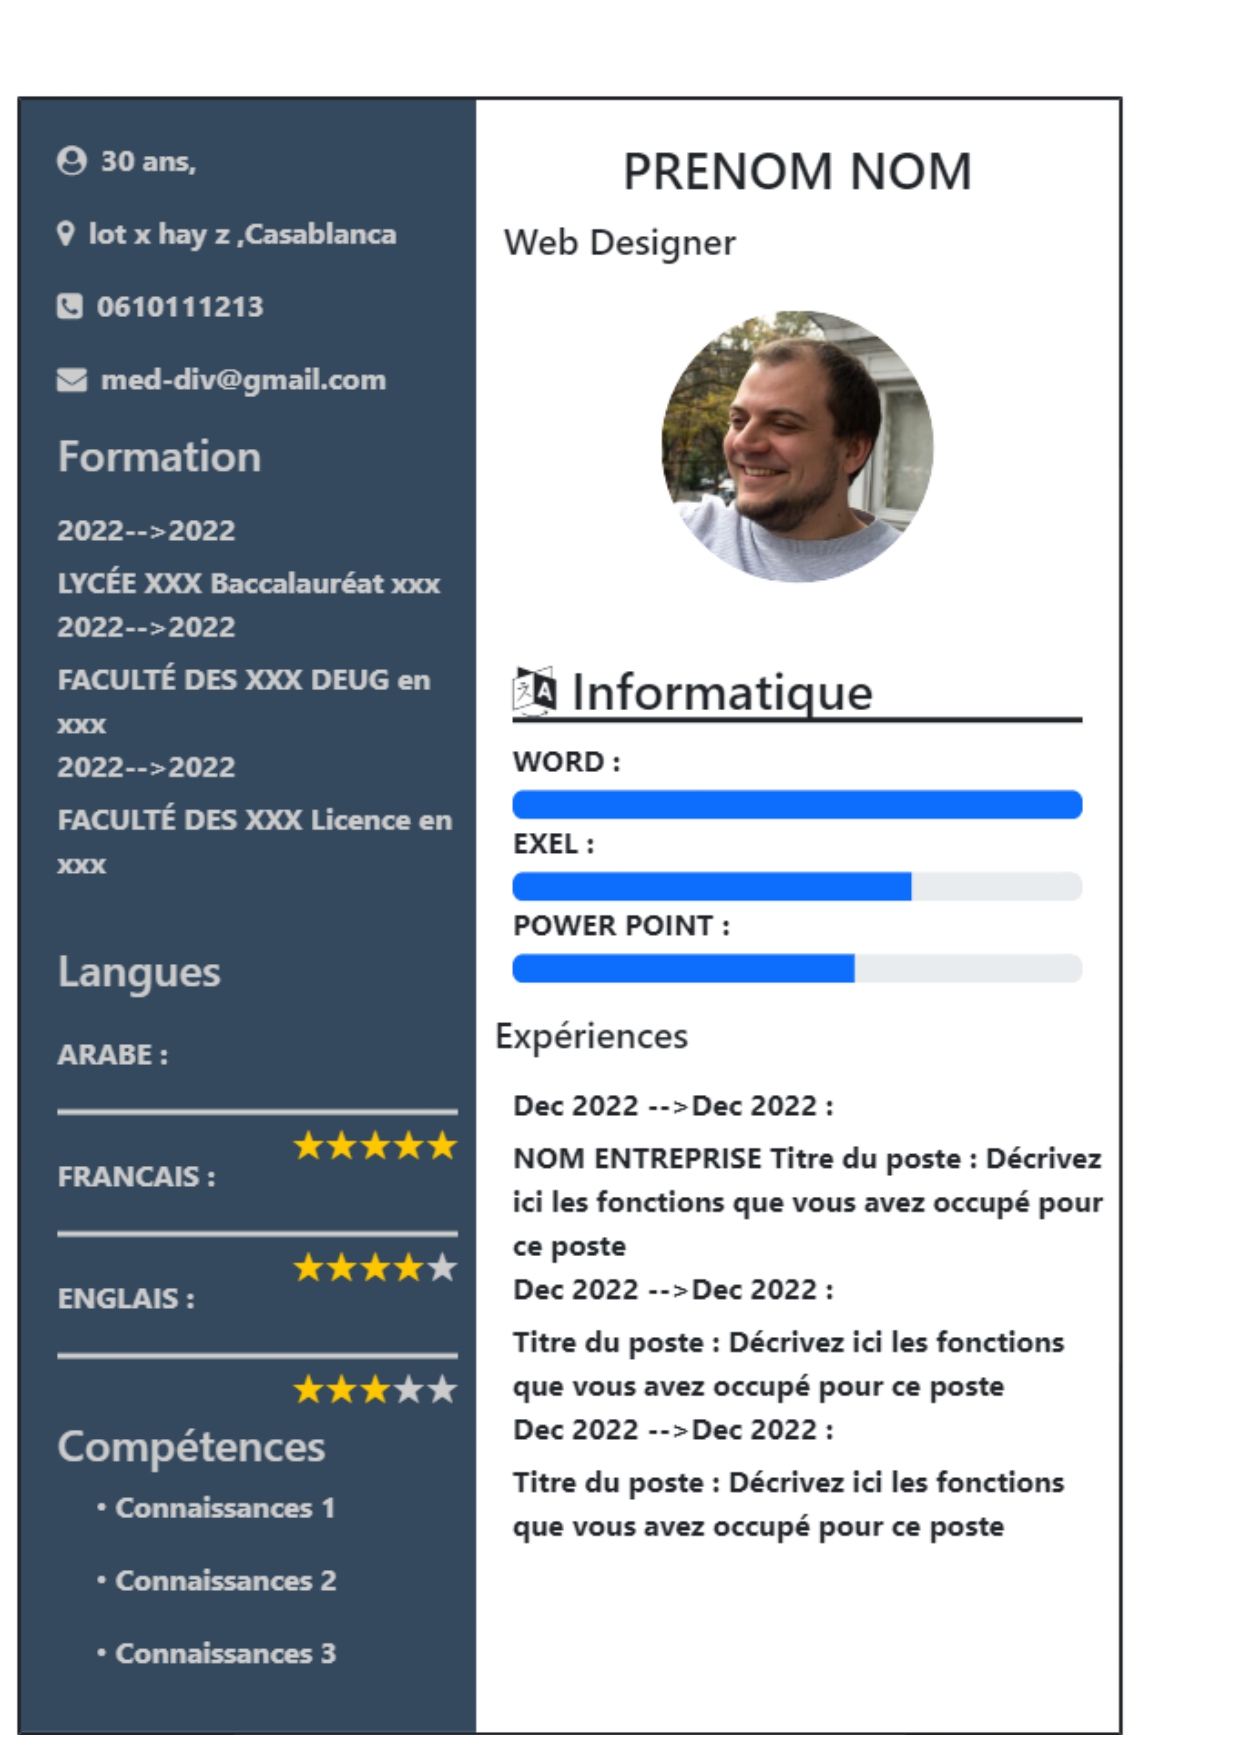 30 ans,
lot x hay z ,Casablanca
0610111213
med-div@gmail.com
Formation
2022-->2022
LYCÉE XXX Baccalauréat xxx
2022-->2022
FACULTÉ DES XXX DEUG en
xxx
2022-->2022
FACULTÉ DES XXX Licence en
xxx
Langues
ARABE :
FRANCAIS :
ENGLAIS :
Compétences
• Connaissances 1
• Connaissances 2
• Connaissances 3
PRENOM NOM
Web Designer
Informatique
WORD :
EXEL :
POWER POINT :
Expériences
Dec 2022 -->Dec 2022 :
NOM ENTREPRISE Titre du poste : Décrivez
ici les fonctions que vous avez occupé pour
ce poste
Dec 2022 -->Dec 2022 :
Titre du poste : Décrivez ici les fonctions
que vous avez occupé pour ce poste
Dec 2022 -->Dec 2022 :
Titre du poste : Décrivez ici les fonctions
que vous avez occupé pour ce poste